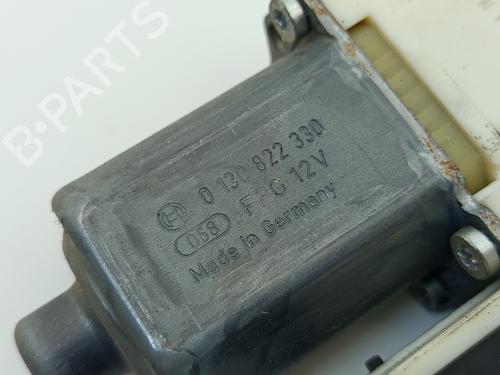 B-PARTS
0 130 822 330
058 FPG 12V
Made in Germany